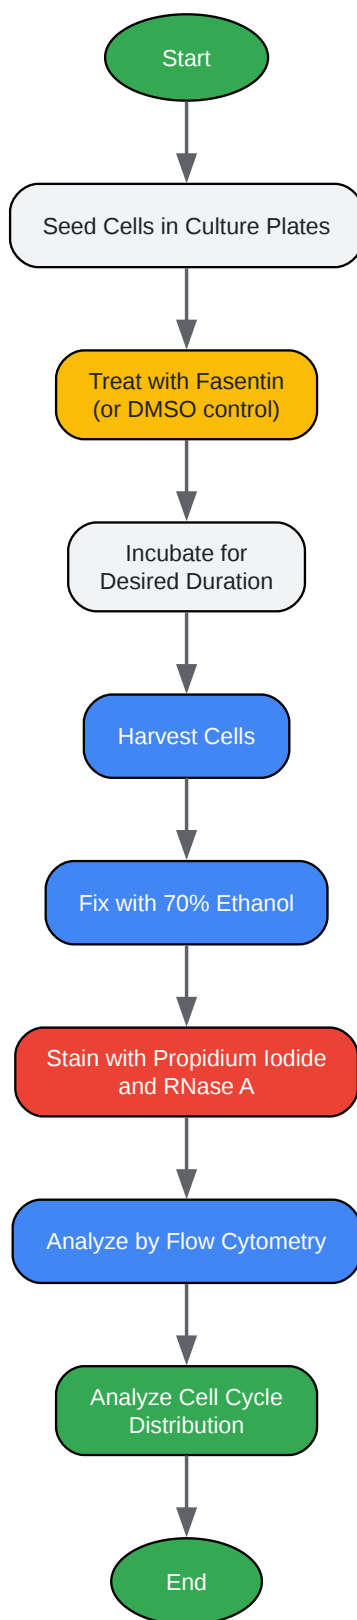 Start
Seed Cells in Culture Plates
Treat with Fasentin
(or DMSO control)
Incubate for
Desired Duration
Harvest Cells
Fix with 70% Ethanol
Stain with Propidium Iodide
and RNase A
Analyze by Flow Cytometry
Analyze Cell Cycle
Distribution
End